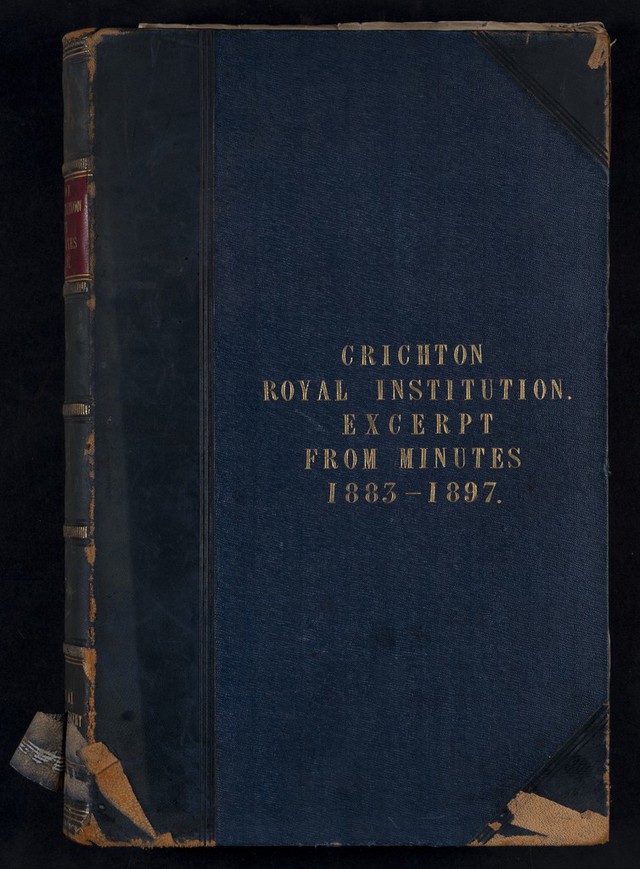 CRICHTON
ROYAL INSTITUTION.
EXCERPT
FROM MINUTES
1883–1897.